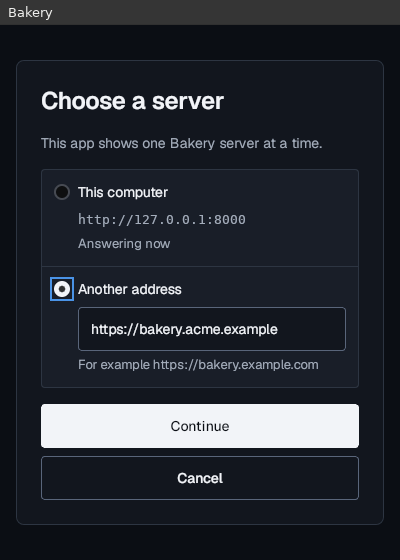 Bakery
Choose a server
This app shows one Bakery server at a time.
This computer
http://127.0.0.1:8000
Answering now
Another address
https://bakery.acme.example
For example https://bakery.example.com
Continue
Cancel